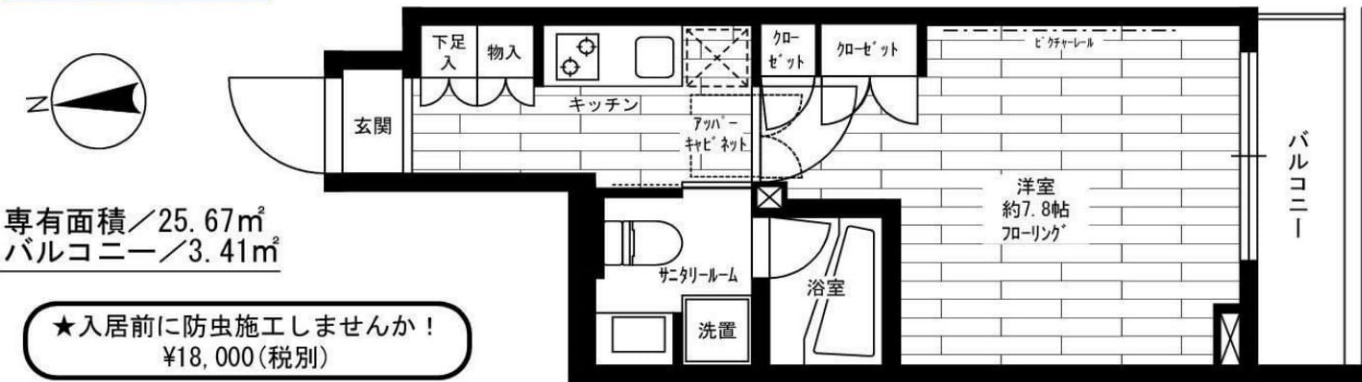 下足
入
物入
クロー
ゼット
クローゼット
ピクチャーレール
N
玄関
キッチン
アッパー
キャビネット
バルコニー
洋室
約7.8帖
フローリング
専有面積／25.67㎡
バルコニー／3.41㎡
サニタリールーム
浴室
洗置
★入居前に防虫施工しませんか！
¥18,000(税別)